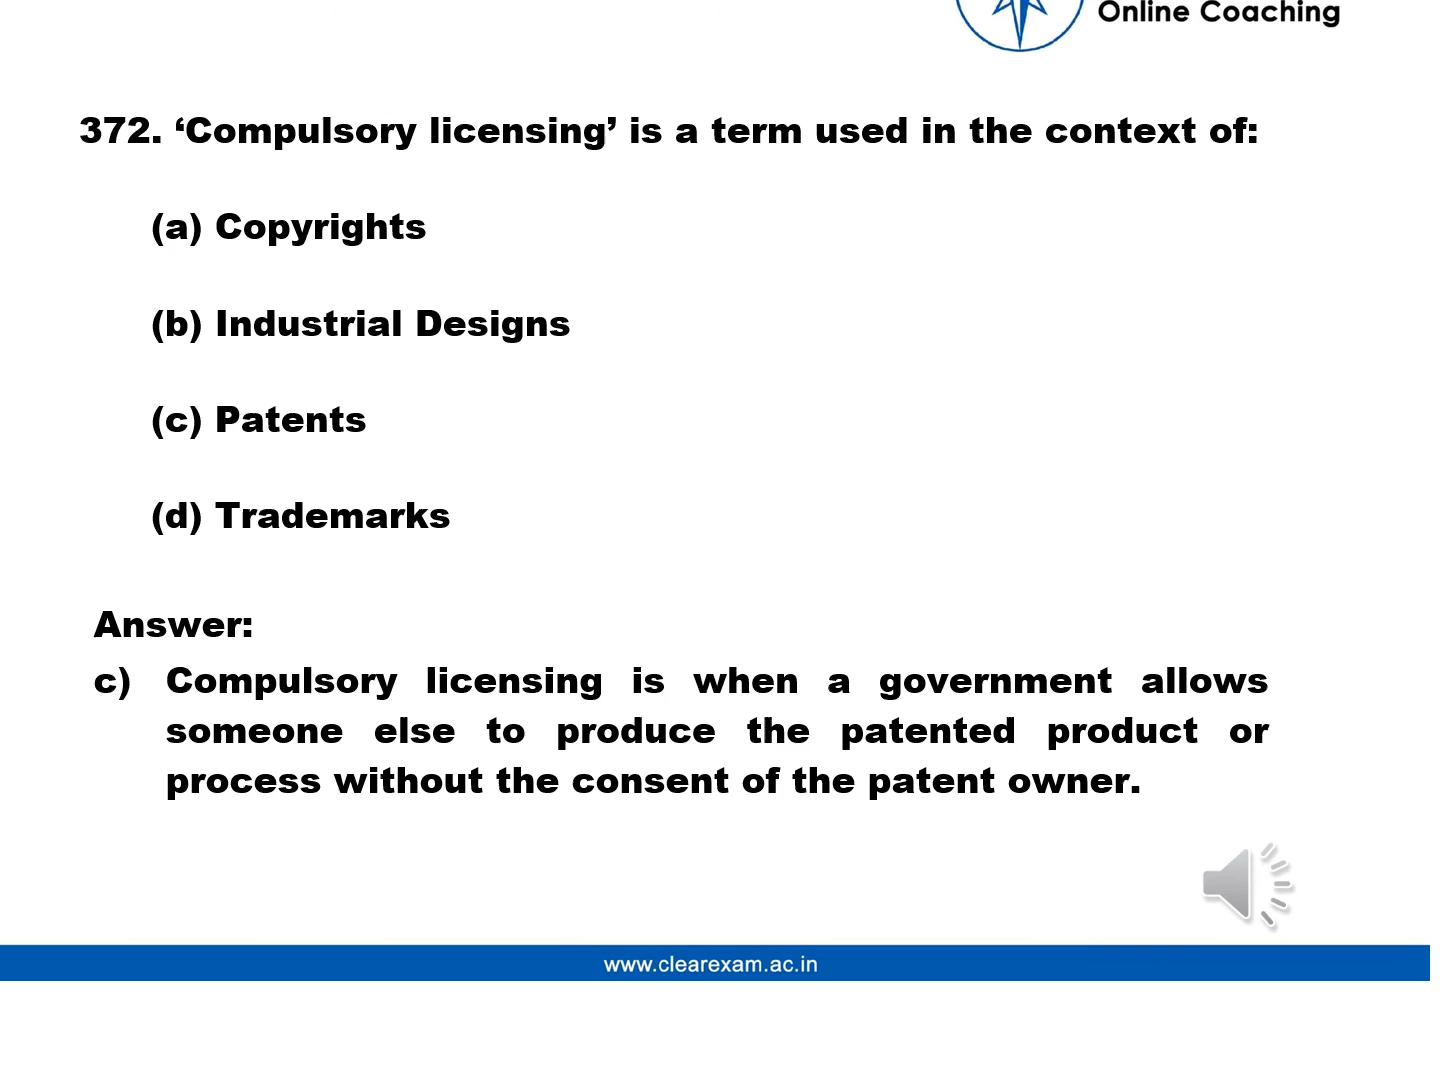 Online Coaching
372. ‘Compulsory licensing’ is a term used in the context of:
(a) Copyrights
(b) Industrial Designs
(c) Patents
(d) Trademarks
Answer:
c) Compulsory licensing is when a government allows
someone else to produce the patented product or
process without the consent of the patent owner.
www.clearexam.ac.in